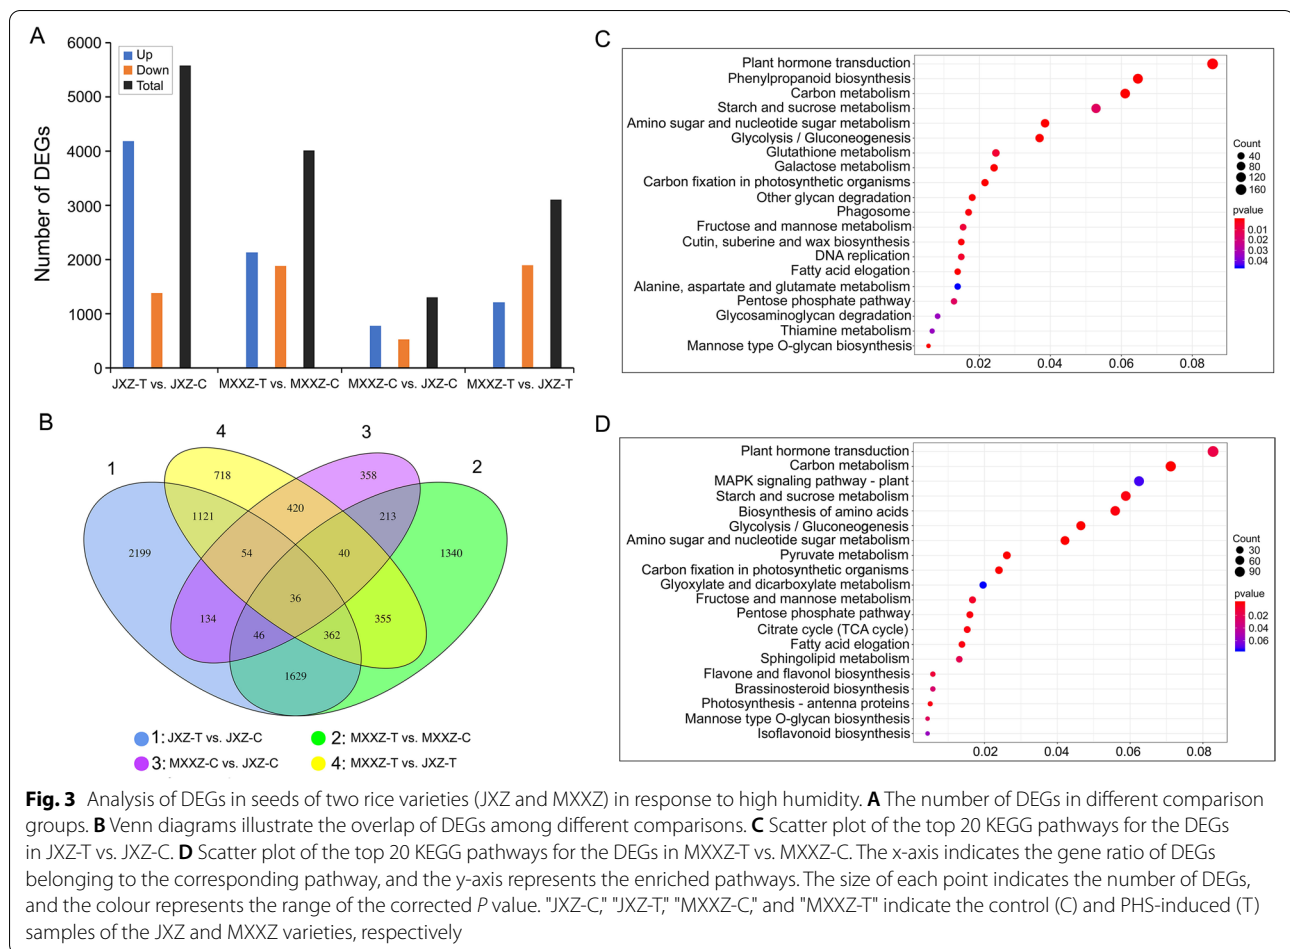 A
6000
5000
4000
3000
2000
1000
0
Number of DEGs
Up
Down
Total
JXZ-T vs. JXZ-C
MXXZ-T vs. MXXZ-C
MXXZ-C vs. JXZ-C
MXXZ-T vs. JXZ-T
B
1
4
3
2
718
358
1121
420
213
2199
54
40
1340
36
134
46
362
355
1629
1: JXZ-T vs. JXZ-C
2: MXXZ-T vs. MXXZ-C
3: MXXZ-C vs. JXZ-C
4: MXXZ-T vs. JXZ-T
C
Plant hormone transduction
Phenylpropanoid biosynthesis
Carbon metabolism
Starch and sucrose metabolism
Amino sugar and nucleotide sugar metabolism
Glycolysis / Gluconeogenesis
Glutathione metabolism
Galactose metabolism
Carbon fixation in photosynthetic organisms
Other glycan degradation
Phagosome
Fructose and mannose metabolism
Cutin, suberine and wax biosynthesis
DNA replication
Fatty acid elogation
Alanine, aspartate and glutamate metabolism
Pentose phosphate pathway
Glycosaminoglycan degradation
Thiamine metabolism
Mannose type O-glycan biosynthesis
0.02 0.04 0.06 0.08
Count
40
80
120
160
pvalue
0.01
0.02
0.03
0.04
D
Plant hormone transduction
Carbon metabolism
MAPK signaling pathway - plant
Starch and sucrose metabolism
Biosynthesis of amino acids
Glycolysis / Gluconeogenesis
Amino sugar and nucleotide sugar metabolism
Pyruvate metabolism
Carbon fixation in photosynthetic organisms
Glyoxylate and dicarboxylate metabolism
Fructose and mannose metabolism
Pentose phosphate pathway
Citrate cycle (TCA cycle)
Fatty acid elogation
Sphingolipid metabolism
Flavone and flavonol biosynthesis
Brassinosteroid biosynthesis
Photosynthesis - antenna proteins
Mannose type O-glycan biosynthesis
Isoflavonoid biosynthesis
0.02 0.04 0.06 0.08
Count
30
60
90
pvalue
0.02
0.04
0.06
Fig. 3 Analysis of DEGs in seeds of two rice varieties (JXZ and MXXZ) in response to high humidity. A The number of DEGs in different comparison
groups. B Venn diagrams illustrate the overlap of DEGs among different comparisons. C Scatter plot of the top 20 KEGG pathways for the DEGs
in JXZ-T vs. JXZ-C. D Scatter plot of the top 20 KEGG pathways for the DEGs in MXXZ-T vs. MXXZ-C. The x-axis indicates the gene ratio of DEGs
belonging to the corresponding pathway, and the y-axis represents the enriched pathways. The size of each point indicates the number of DEGs,
and the colour represents the range of the corrected P value. "JXZ-C," "JXZ-T," "MXXZ-C," and "MXXZ-T" indicate the control (C) and PHS-induced (T)
samples of the JXZ and MXXZ varieties, respectively